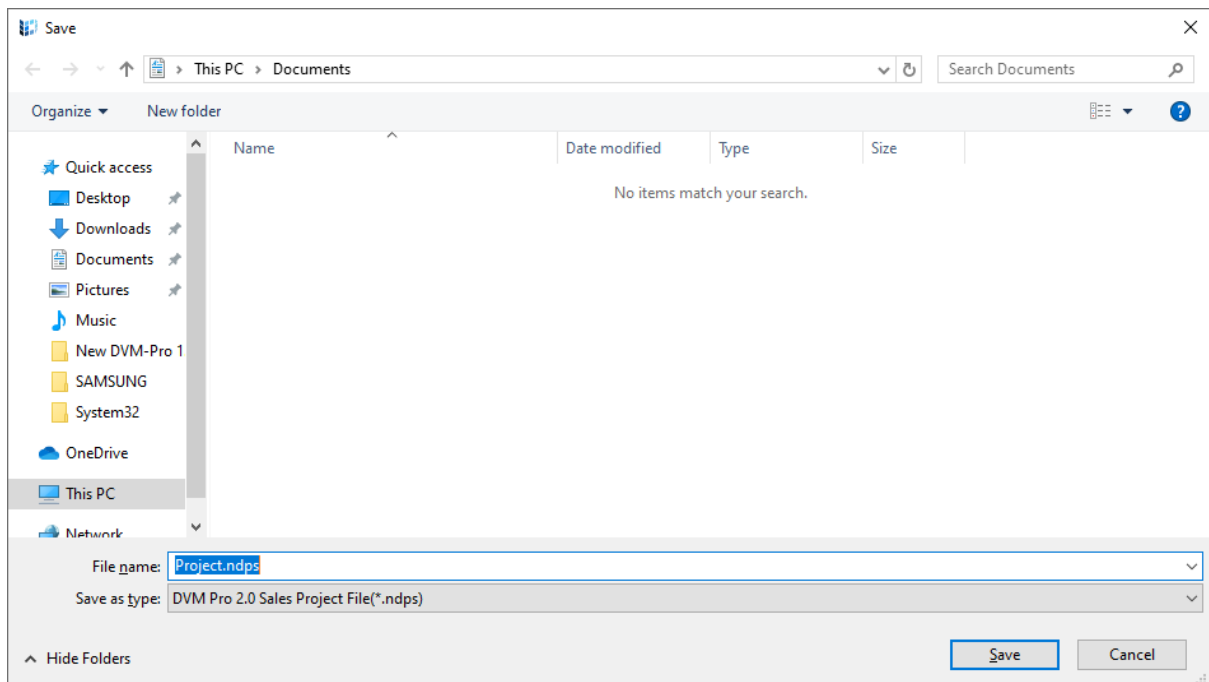 Save
This PC > Documents
Search Documents
Organize
New folder
Name
Date modified
Type
Size
No items match your search.
Quick access
Desktop
Downloads
Documents
Pictures
Music
New DVM-Pro 1
SAMSUNG
System32
OneDrive
This PC
Network
File name: Project.ndps
Save as type: DVM Pro 2.0 Sales Project File(*.ndps)
Hide Folders
Save
Cancel